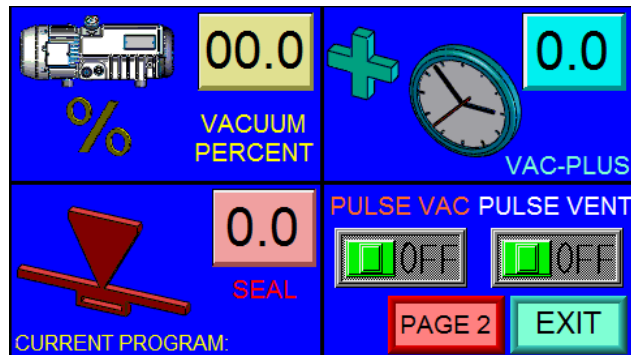 00.0
%
VACUUM
PERCENT
0.0
VAC-PLUS
0.0
SEAL
CURRENT PROGRAM:
PULSE VAC PULSE VENT
OFF OFF
PAGE 2 EXIT